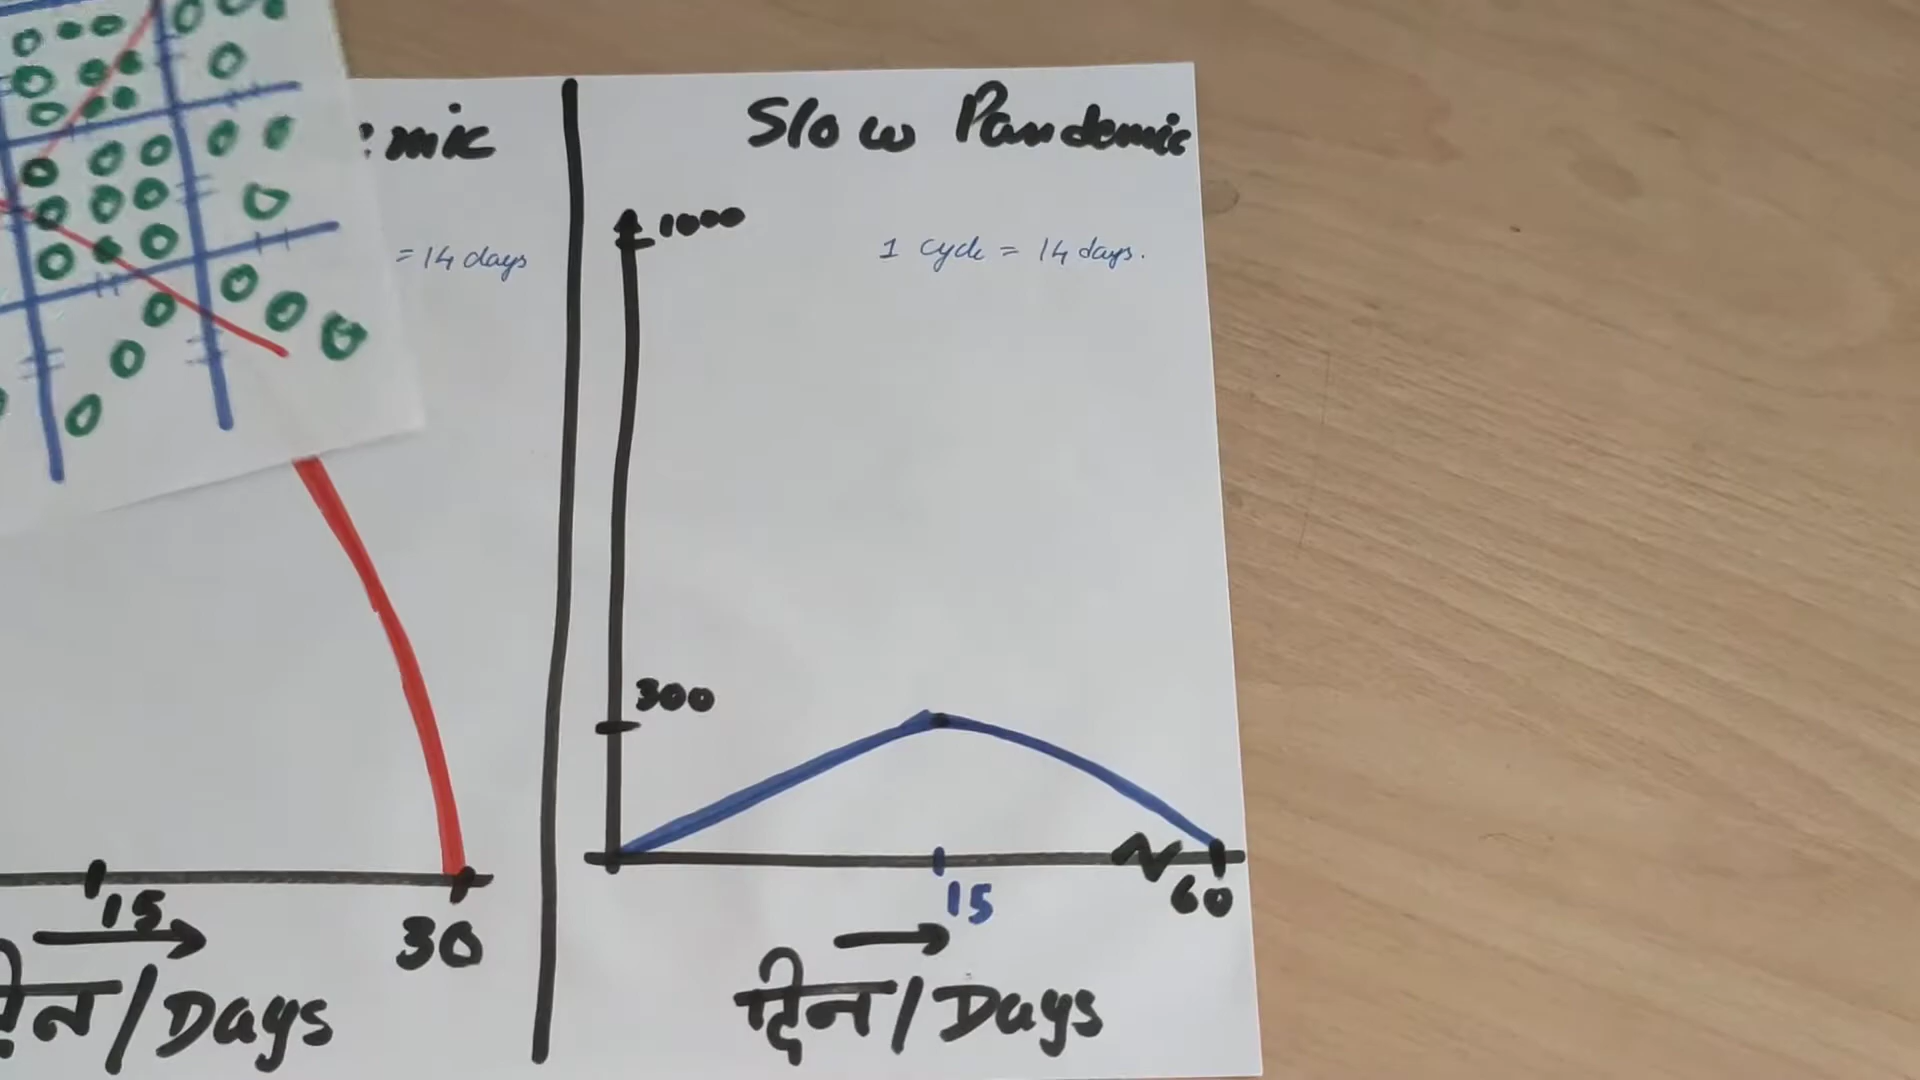 mic
= 14 days
15
30
दिन/Days
Slow Pandemic
1000
1 cycle = 14 days.
300
15
60
दिन/Days